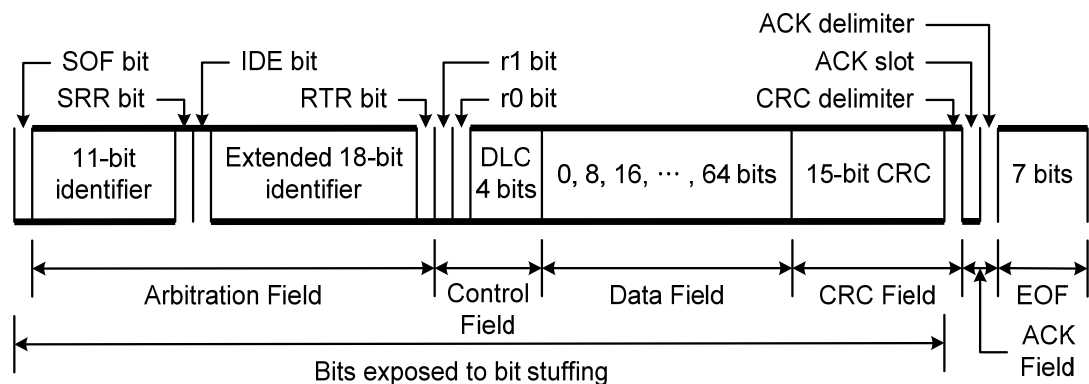 ACK delimiter
SOF bit IDE bit r1 bit ACK slot
SRR bit RTR bit r0 bit CRC delimiter
11-bit identifier
Extended 18-bit identifier
DLC 4 bits
0, 8, 16, ⋯ , 64 bits
15-bit CRC
7 bits
Arbitration Field
Control Field
Data Field
CRC Field
EOF
ACK Field
Bits exposed to bit stuffing